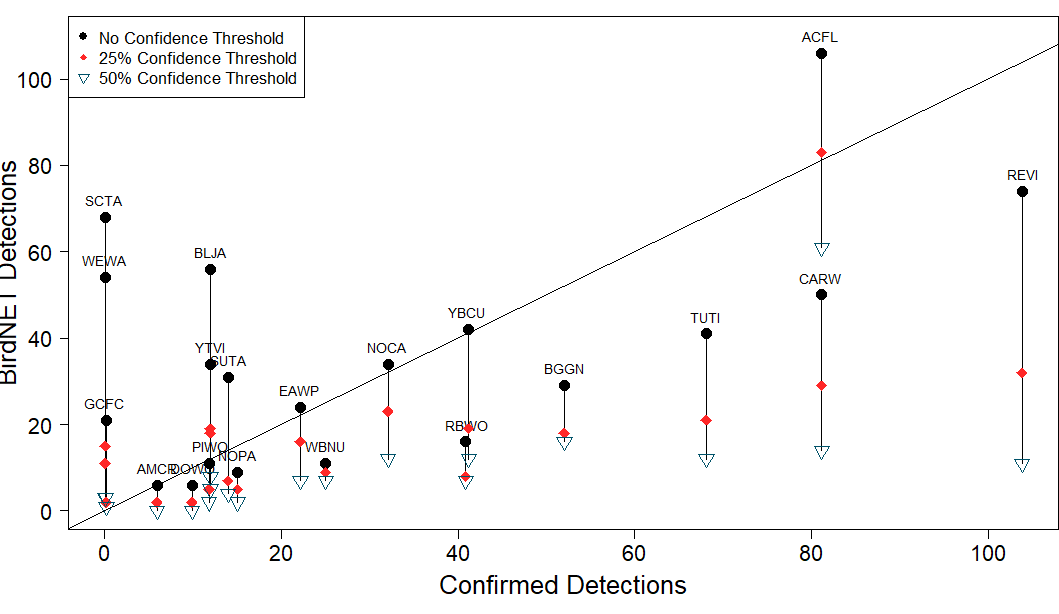 No Confidence Threshold
25% Confidence Threshold
50% Confidence Threshold
ACFL
REVI
SCTA
WEWA
BLJA
CARW
YBCU
TUTI
YTVI
SUTA
NOCA
BGGN
EAWP
GCFC
RBWO
PIWO
WBNU
NOPA
AMCR
BirdNET Detections
100
80
60
40
20
0
0
20
40
60
80
100
Confirmed Detections